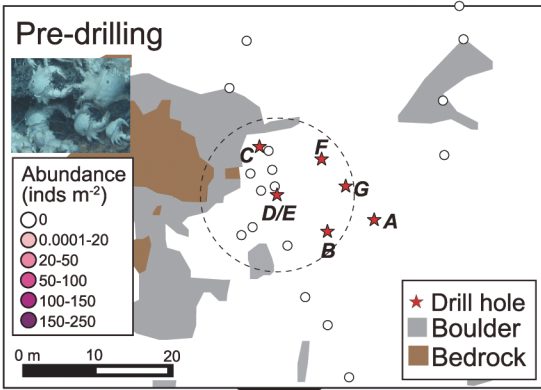 Pre-drilling
Abundance
(inds m⁻²)
0
0.0001-20
20-50
50-100
100-150
150-250
0 m 10 20
C
F
G
D/E
A
B
Drill hole
Boulder
Bedrock